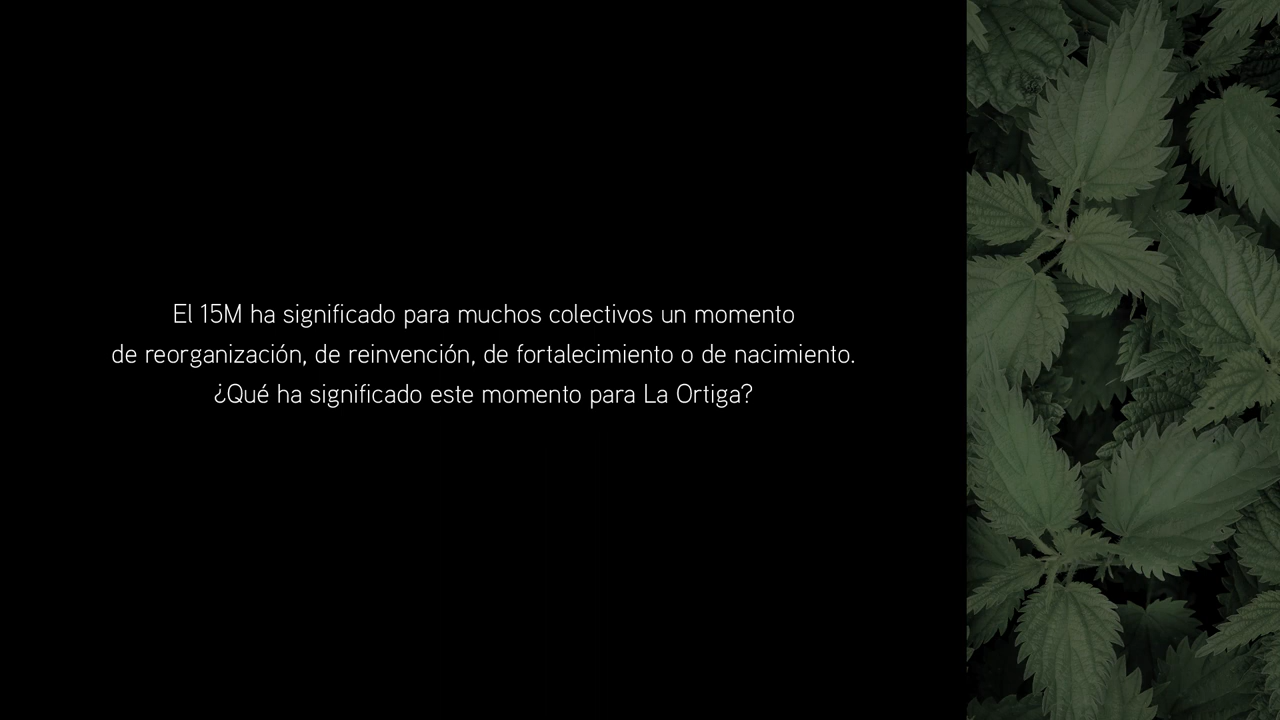 El 15M ha significado para muchos colectivos un momento
de reorganización, de reinvención, de fortalecimiento o de nacimiento.
¿Qué ha significado este momento para La Ortiga?